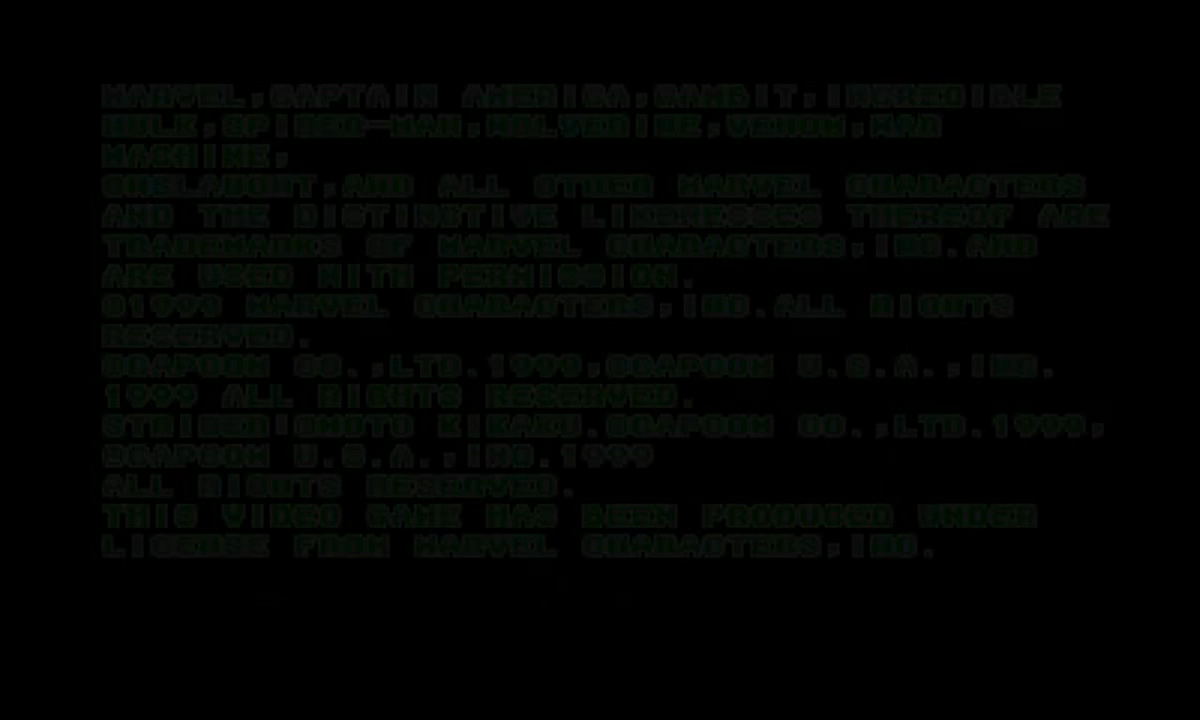 MARVEL,CAPTAIN AMERICA,GAMBIT,INCREDIBLE
HULK,SPIDER-MAN,WOLVERINE,VENOM,WAR
MACHINE,
ONSLAUGHT,AND ALL OTHER MARVEL CHARACTERS
AND THE DISTINCTIVE LIKENESSES THEREOF ARE
TRADEMARKS OF MARVEL CHARACTERS,INC.AND
ARE USED WITH PERMISSION.
©1999 MARVEL CHARACTERS,INC.ALL RIGHTS
RESERVED.
©CAPCOM CO.,LTD.1999,©CAPCOM U.S.A.,INC.
1999 ALL RIGHTS RESERVED.
STRIDER:©MOTO KIKAKU.©CAPCOM CO.,LTD.1999,
©CAPCOM U.S.A.,INC.1999
ALL RIGHTS RESERVED.
THIS VIDEO GAME HAS BEEN PRODUCED UNDER
LICENSE FROM MARVEL CHARACTERS,INC.